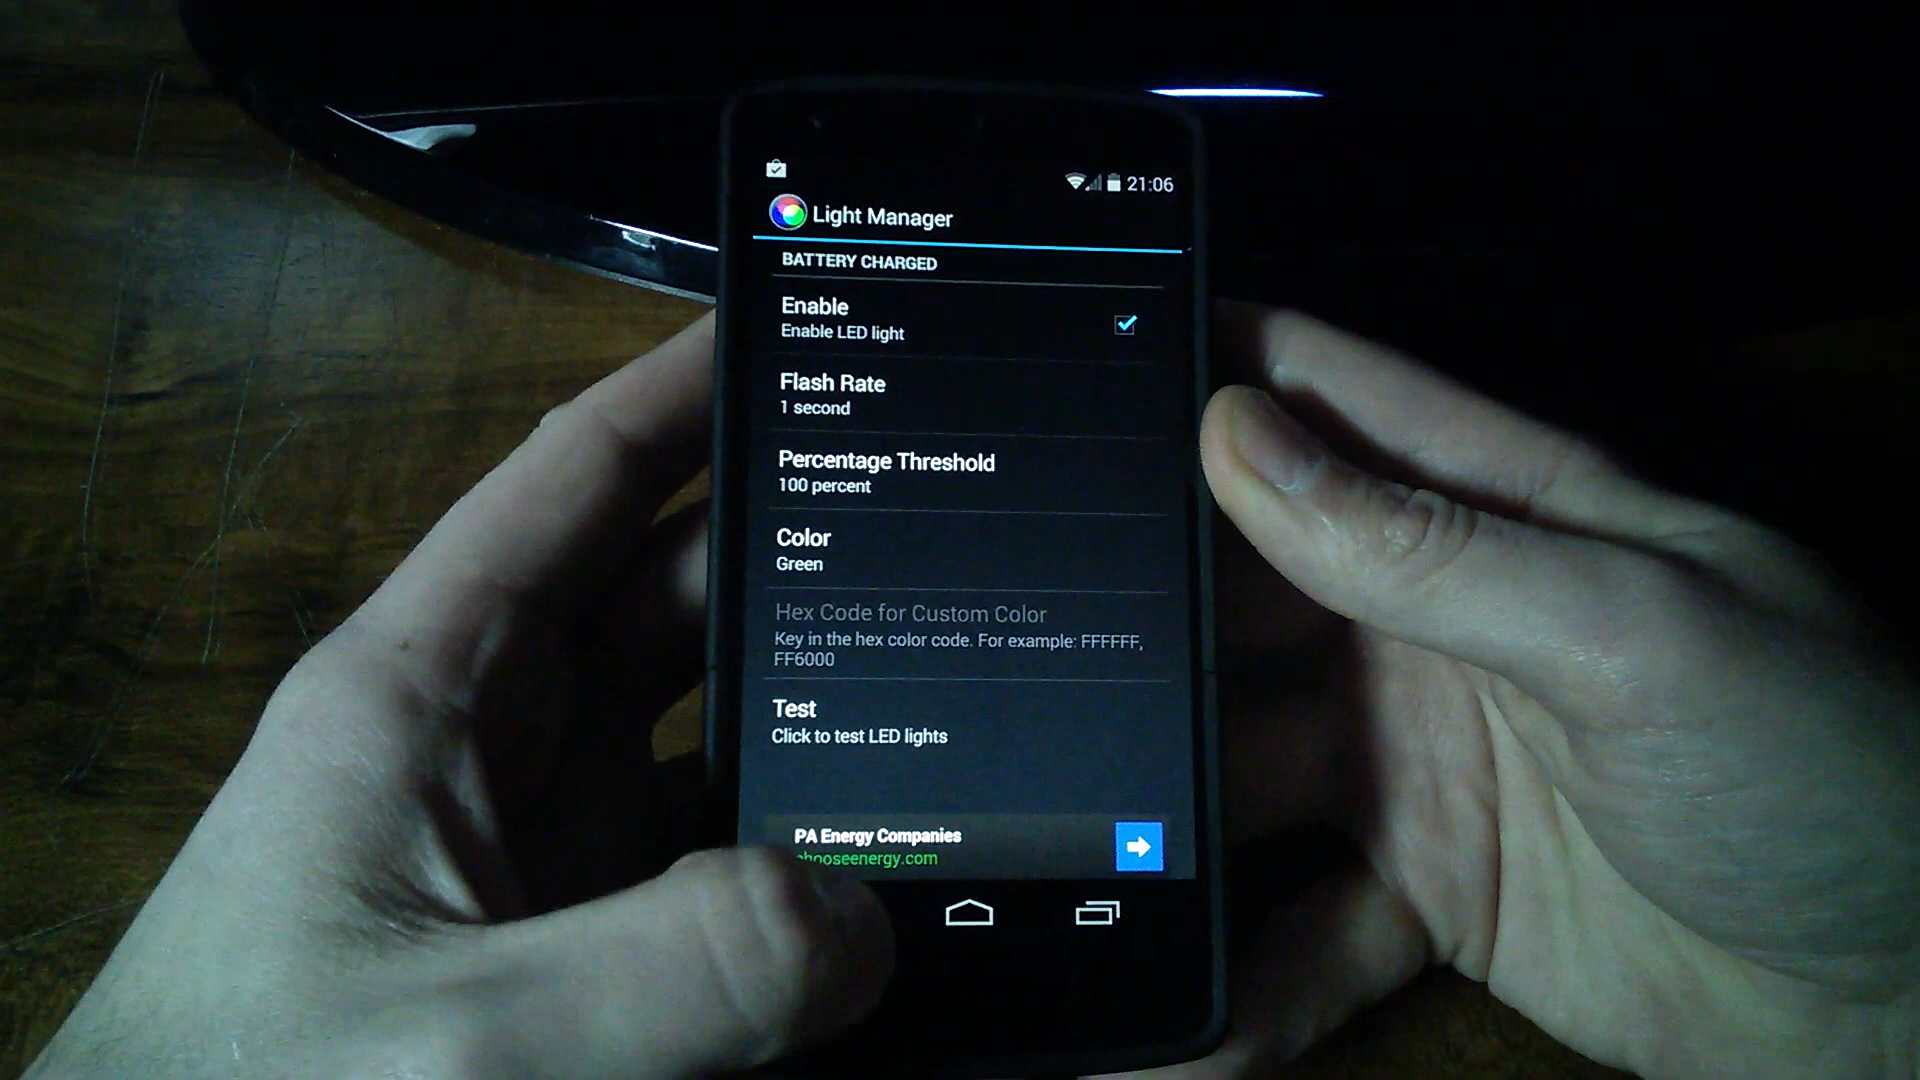 21:06
Light Manager
BATTERY CHARGED
Enable
Enable LED light
Flash Rate
1 second
Percentage Threshold
100 percent
Color
Green
Hex Code for Custom Color
Key in the hex color code. For example: FFFFFF,
FF6000
Test
Click to test LED lights
PA Energy Companies
chooseenergy.com